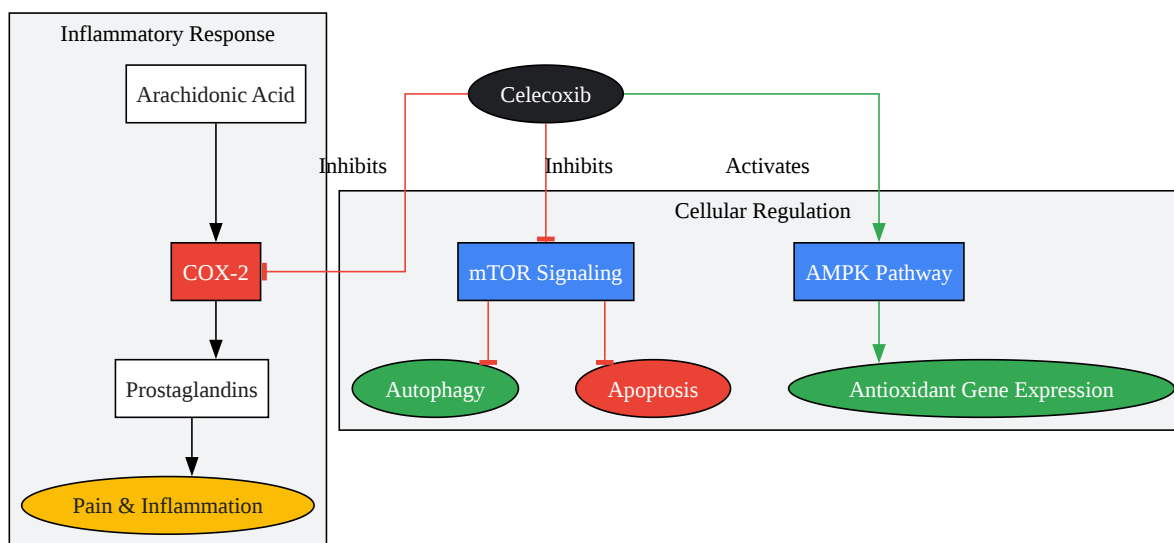 Inflammatory Response
Arachidonic Acid
Celecoxib
Inhibits
Inhibits
Activates
Cellular Regulation
COX-2
mTOR Signaling
AMPK Pathway
Prostaglandins
Autophagy
Apoptosis
Antioxidant Gene Expression
Pain & Inflammation